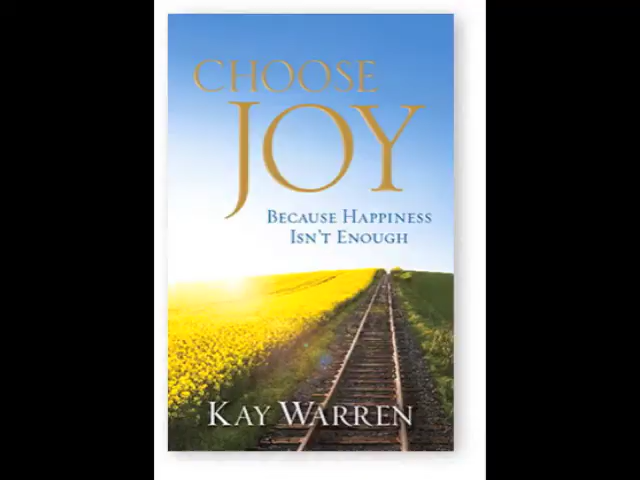 CHOOSE
JOY
BECAUSE HAPPINESS
ISN'T ENOUGH
KAY WARREN